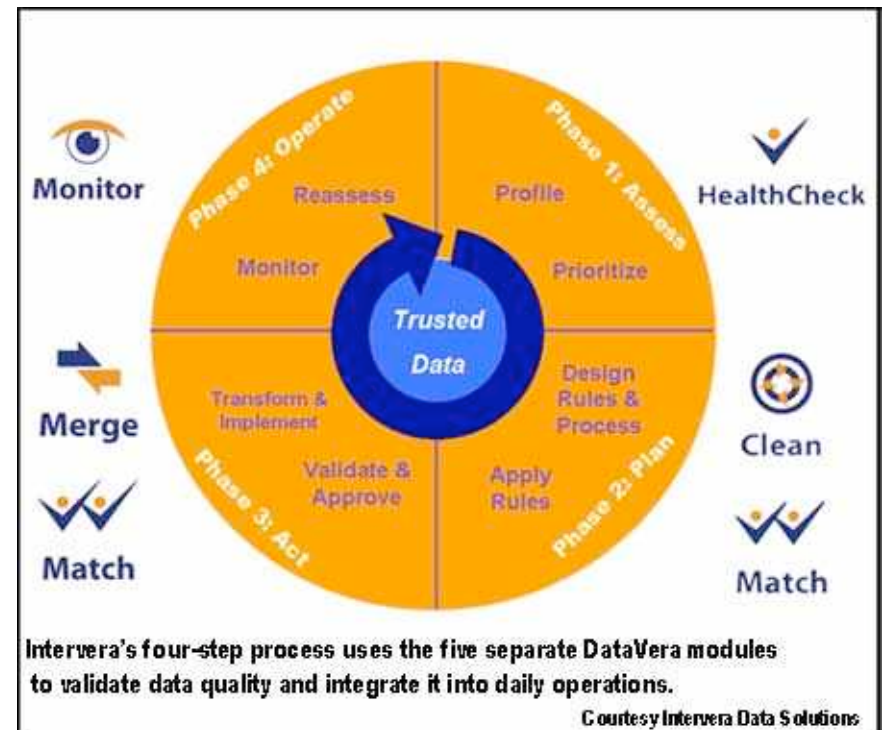 Monitor
Merge
Match
Phase 4: Operate
Reassess
Monitor
Phase 1: Assess
Profile
Prioritize
Trusted
Data
Design
Rules &
Process
Apply
Rules
Phase 2: Plan
Transform &
Implement
Validate &
Approve
Phase 3: Act
HealthCheck
Clean
Match
Intervera's four-step process uses the five separate DataVera modules
to validate data quality and integrate it into daily operations.
Courtesy Intervera Data Solutions